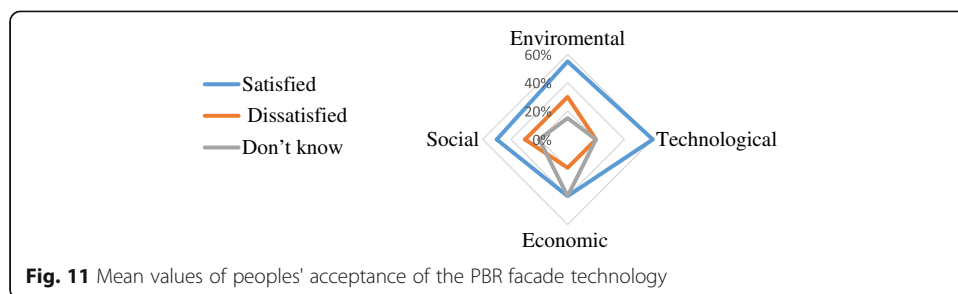 Enviromental
60%
40%
20%
0%
Satisfied
Dissatisfied
Don't know
Social
Technological
Economic
Fig. 11 Mean values of peoples' acceptance of the PBR facade technology